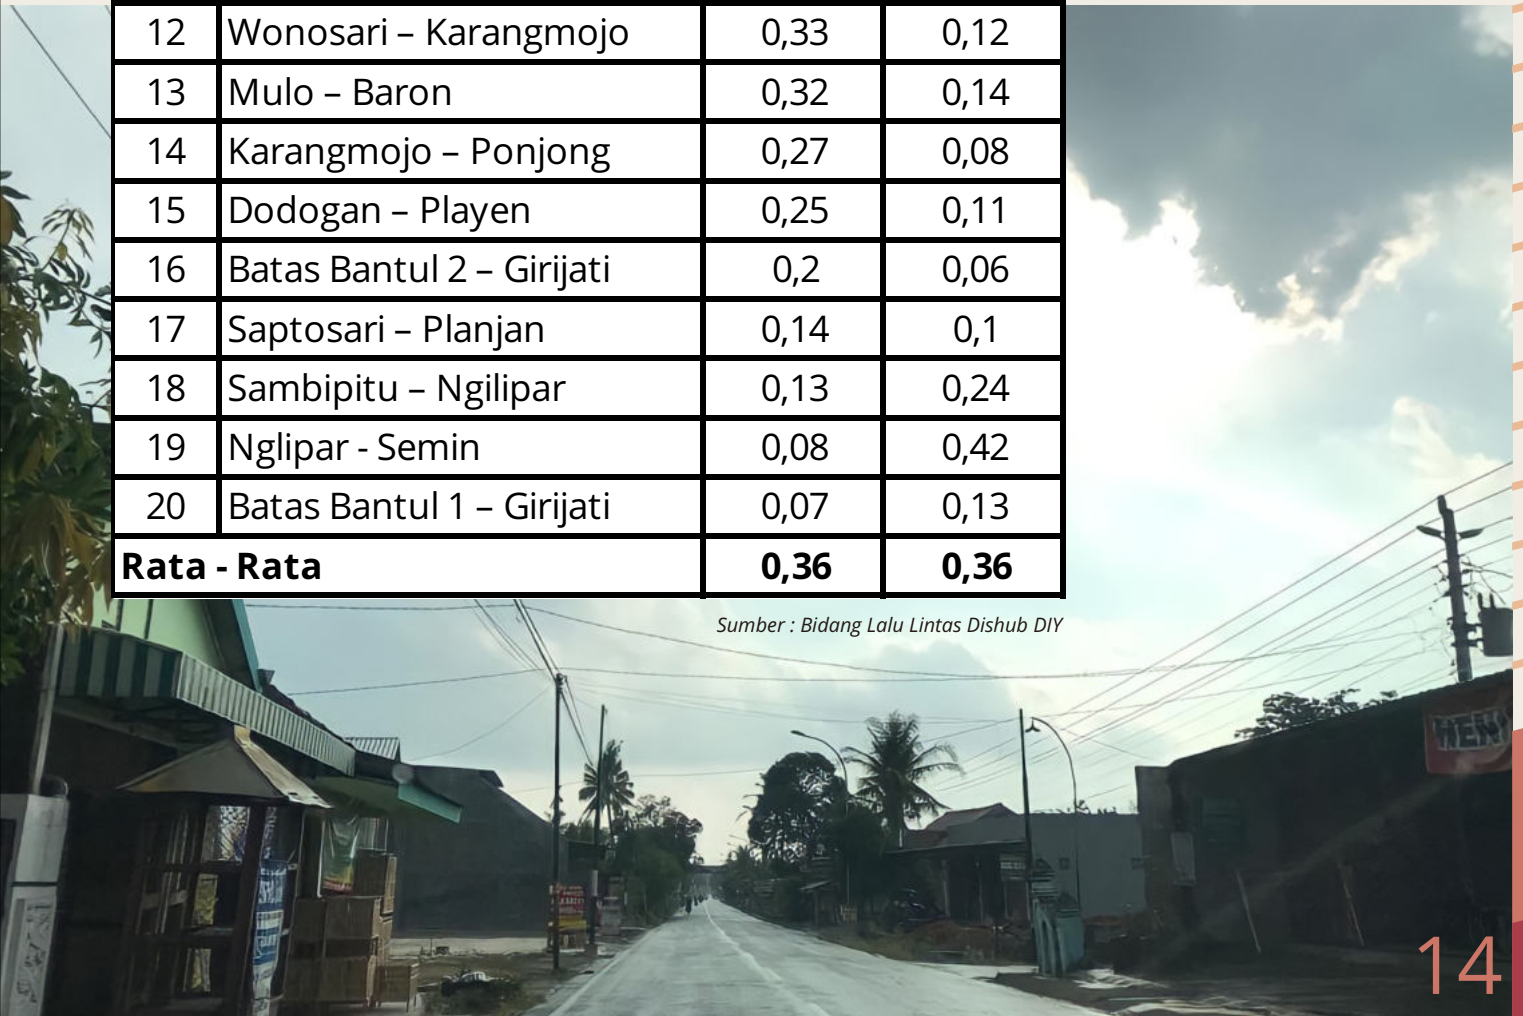 12 Wonosari – Karangmojo 0,33 0,12
13 Mulo – Baron 0,32 0,14
14 Karangmojo – Ponjong 0,27 0,08
15 Dodogan – Playen 0,25 0,11
16 Batas Bantul 2 – Girijati 0,2 0,06
17 Saptosari – Planjan 0,14 0,1
18 Sambipitu – Ngilipar 0,13 0,24
19 Nglipar - Semin 0,08 0,42
20 Batas Bantul 1 – Girijati 0,07 0,13
Rata - Rata 0,36 0,36
Sumber : Bidang Lalu Lintas Dishub DIY
14